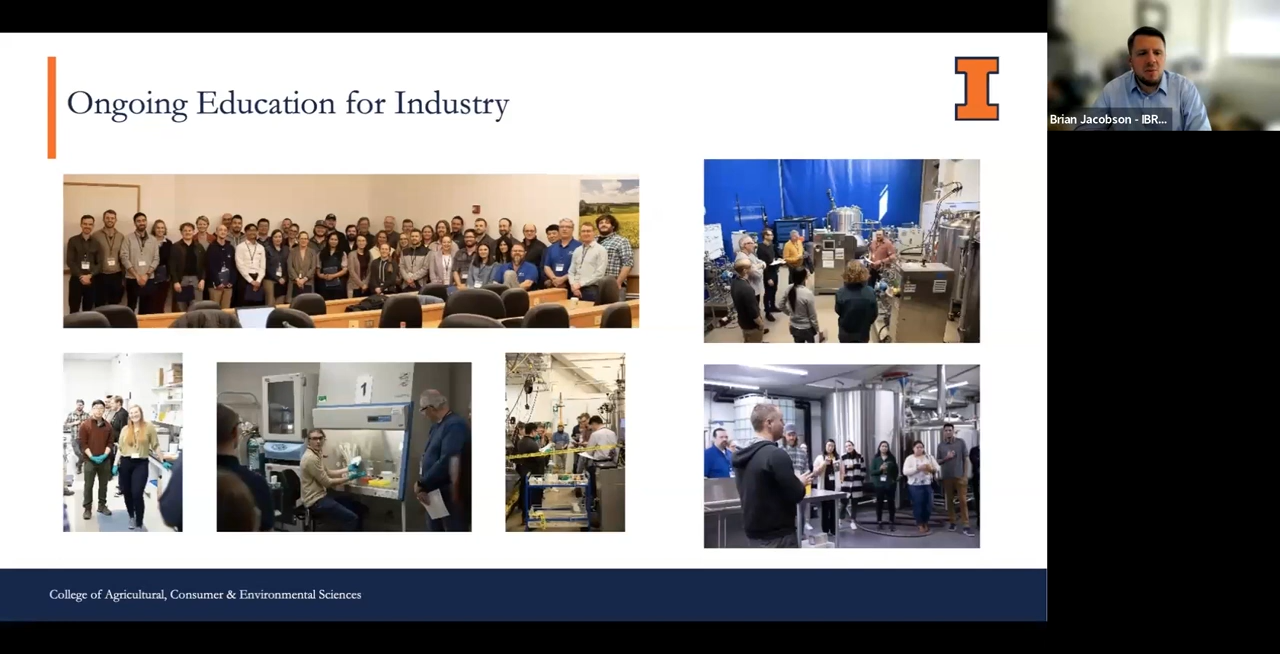 Ongoing Education for Industry
I
Brian Jacobson - IBR...
1
College of Agricultural, Consumer & Environmental Sciences